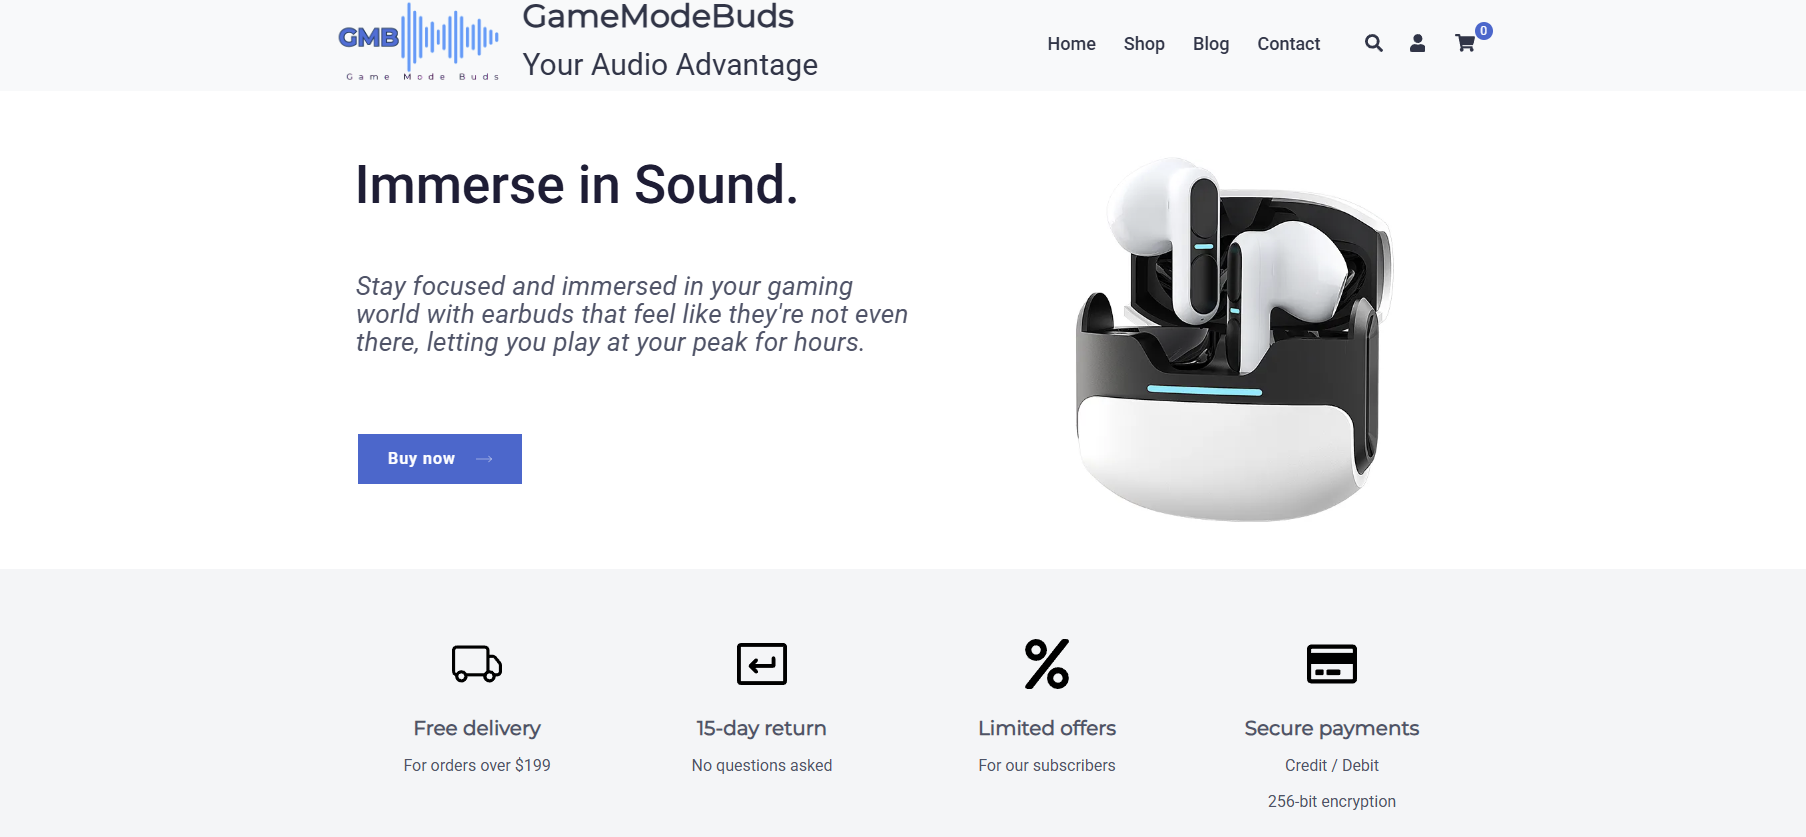 GMB
Game Mode Buds
GameModeBuds
Your Audio Advantage
Home
Shop
Blog
Contact
0
Immerse in Sound.
Stay focused and immersed in your gaming
world with earbuds that feel like they're not even
there, letting you play at your peak for hours.
Buy now
Free delivery
For orders over $199
15-day return
No questions asked
Limited offers
For our subscribers
Secure payments
Credit / Debit
256-bit encryption